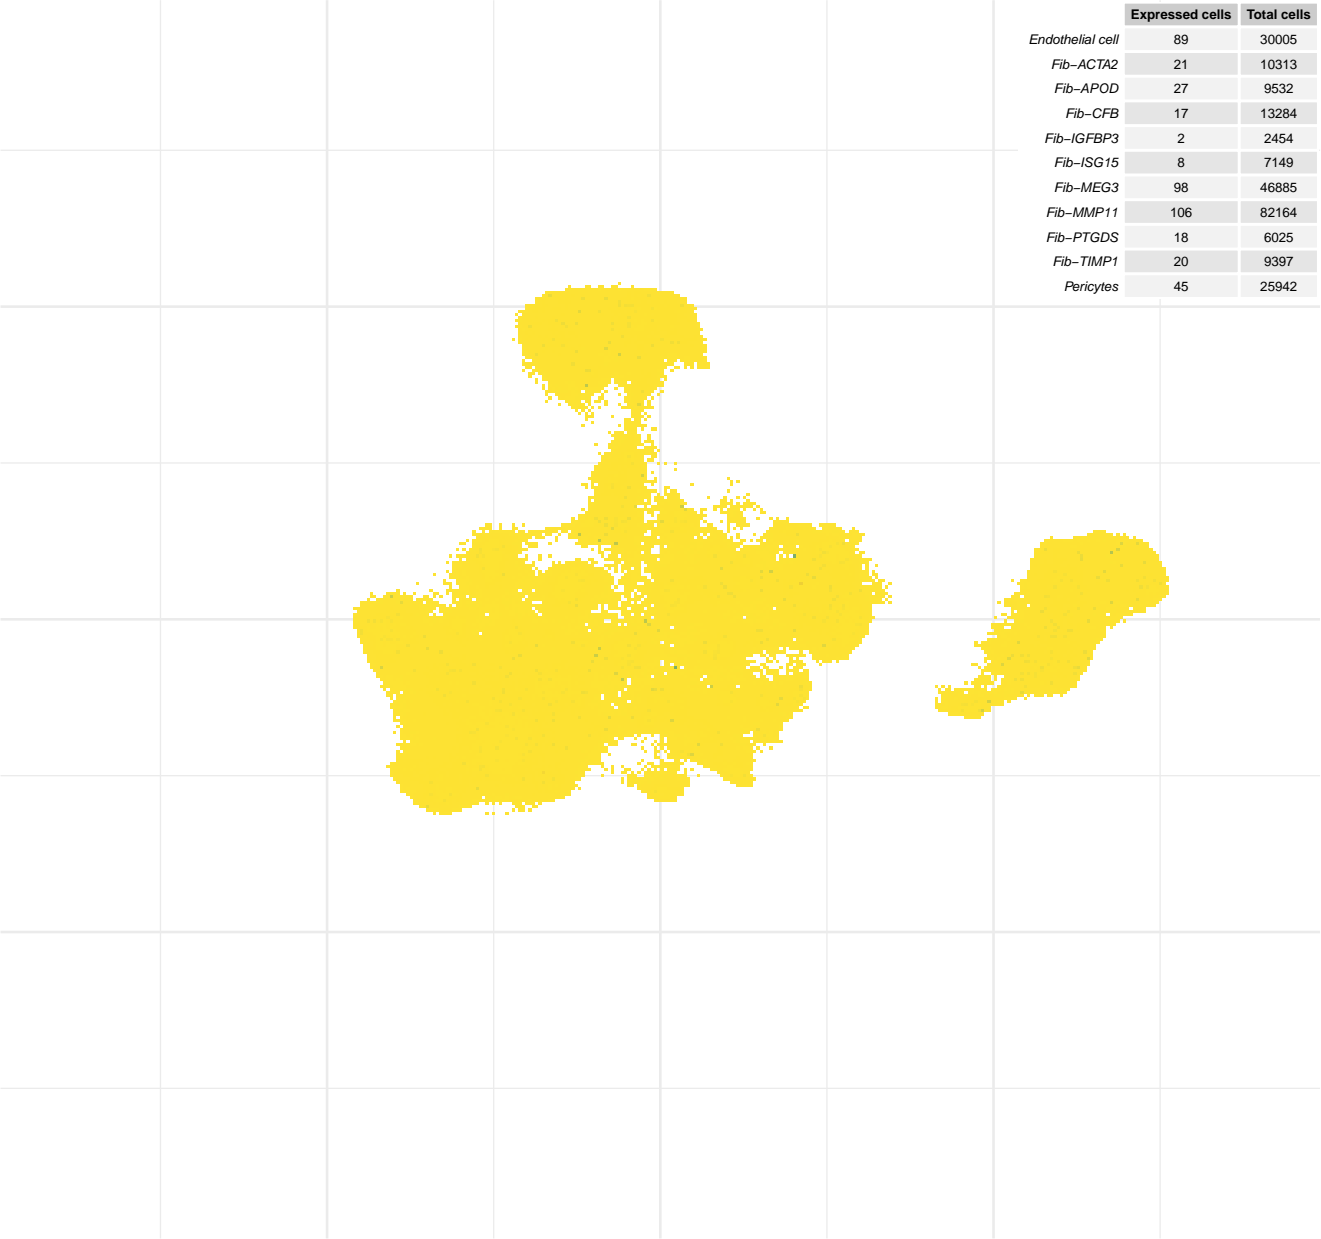 Expressed cells Total cells
Endothelial cell 89 30005
Fib−ACTA2 21 10313
Fib−APOD 27 9532
Fib−CFB 17 13284
Fib−IGFBP3 2 2454
Fib−ISG15 8 7149
Fib−MEG3 98 46885
Fib−MMP11 106 82164
Fib−PTGDS 18 6025
Fib−TIMP1 20 9397
Pericytes 45 25942